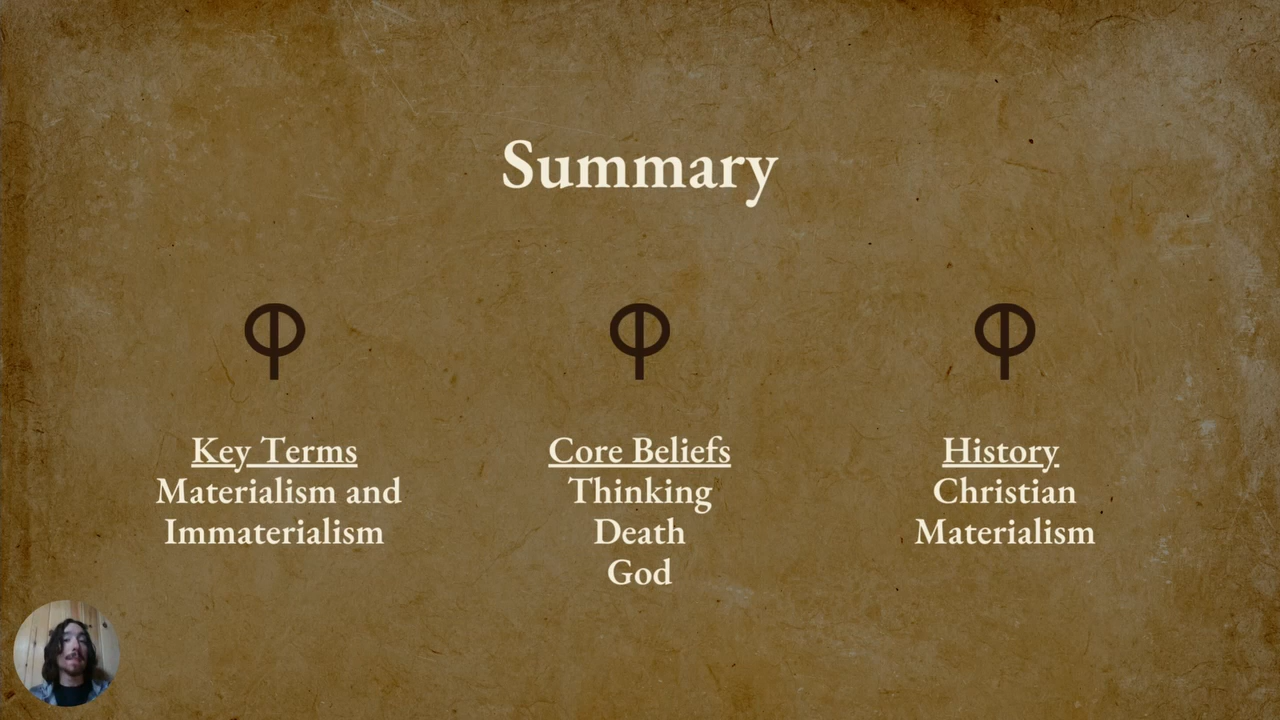 Summary
Key Terms
Materialism and
Immaterialism
Core Beliefs
Thinking
Death
God
History
Christian
Materialism